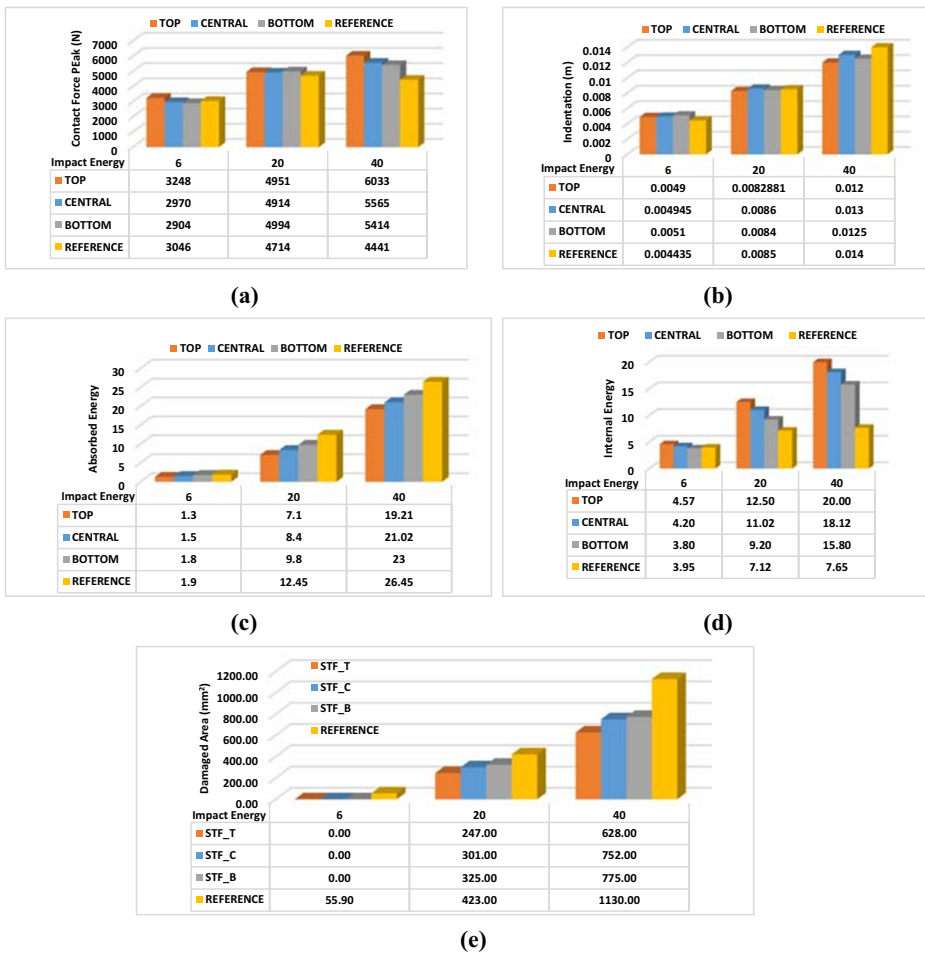 TOP CENTRAL BOTTOM REFERENCE
Contact Force PEak (N)
7000
6000
5000
4000
3000
2000
1000
0
Impact Energy 6 20 40
TOP 3248 4951 6033
CENTRAL 2970 4914 5565
BOTTOM 2904 4994 5414
REFERENCE 3046 4714 4441
(a)
TOP CENTRAL BOTTOM REFERENCE
Indentation (m)
0.014
0.012
0.01
0.008
0.006
0.004
0.002
0
Impact Energy 6 20 40
TOP 0.0049 0.0082881 0.012
CENTRAL 0.004945 0.0086 0.013
BOTTOM 0.0051 0.0084 0.0125
REFERENCE 0.004435 0.0085 0.014
(b)
TOP CENTRAL BOTTOM REFERENCE
Absorbed Energy
30
25
20
15
10
5
0
Impact Energy 6 20 40
TOP 1.3 7.1 19.21
CENTRAL 1.5 8.4 21.02
BOTTOM 1.8 9.8 23
REFERENCE 1.9 12.45 26.45
(c)
TOP CENTRAL BOTTOM REFERENCE
Internal Energy
20
15
10
5
0
Impact Energy 6 20 40
TOP 4.57 12.50 20.00
CENTRAL 4.20 11.02 18.12
BOTTOM 3.80 9.20 15.80
REFERENCE 3.95 7.12 7.65
(d)
STF_T
STF_C
STF_B
REFERENCE
Damaged Area (mm²)
1200.00
1000.00
800.00
600.00
400.00
200.00
0.00
Impact Energy 6 20 40
STF_T 0.00 247.00 628.00
STF_C 0.00 301.00 752.00
STF_B 0.00 325.00 775.00
REFERENCE 55.90 423.00 1130.00
(e)